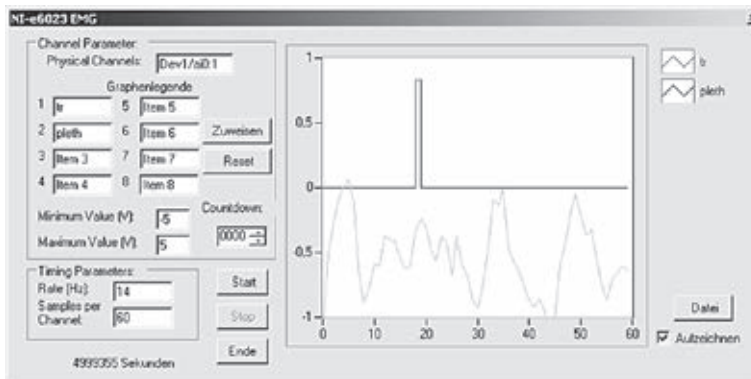 NI-e6023 EMG
Channel Parameter:
Physical Channels: Dev1/ai0:1
Graphenlegende
1 tr 5 Item 5
2 pleth 6 Item 6 Zuweisen
3 Item 3 7 Item 7 Reset
4 Item 4 8 Item 8
Minimum Value (V): -5
Countdown:
0000
Maximum Value (V): 5
Timing Parameters:
Rate (Hz): 14
Samples per
Channel: 60
Start
Stop
Ende
4999355 Sekunden
1
0.5
0
-0.5
-1
0 10 20 30 40 50 60
tr
pleth
Datei
Aufzeichnen